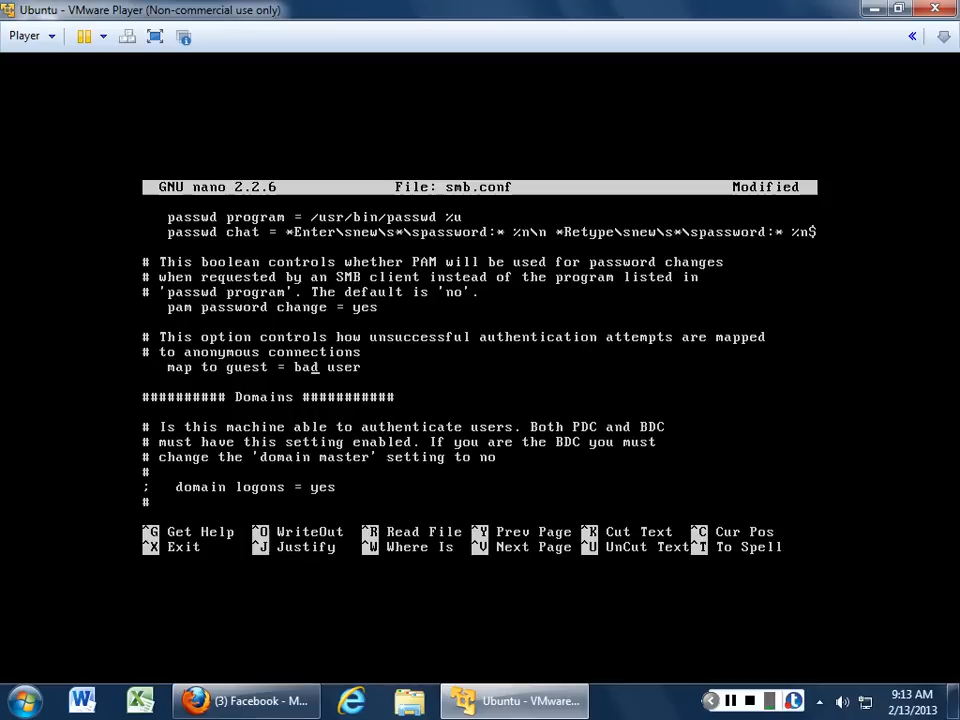 Ubuntu - VMware Player (Non-commercial use only)
Player
GNU nano 2.2.6 File: smb.conf Modified
passwd program = /usr/bin/passwd %u
passwd chat = *Enter\snew\s*\spassword:* %n\n *Retype\snew\s*\spassword:* %n$
# This boolean controls whether PAM will be used for password changes
# when requested by an SMB client instead of the program listed in
# 'passwd program'. The default is 'no'.
pam password change = yes
# This option controls how unsuccessful authentication attempts are mapped
# to anonymous connections
map to guest = bad user
########## Domains ###########
# Is this machine able to authenticate users. Both PDC and BDC
# must have this setting enabled. If you are the BDC you must
# change the 'domain master' setting to no
#
; domain logons = yes
#
^G Get Help ^O WriteOut ^R Read File ^Y Prev Page ^K Cut Text ^C Cur Pos
^X Exit ^J Justify ^W Where Is ^V Next Page ^U UnCut Text ^T To Spell
(3) Facebook - M...
Ubuntu - VMware...
9:13 AM
2/13/2013